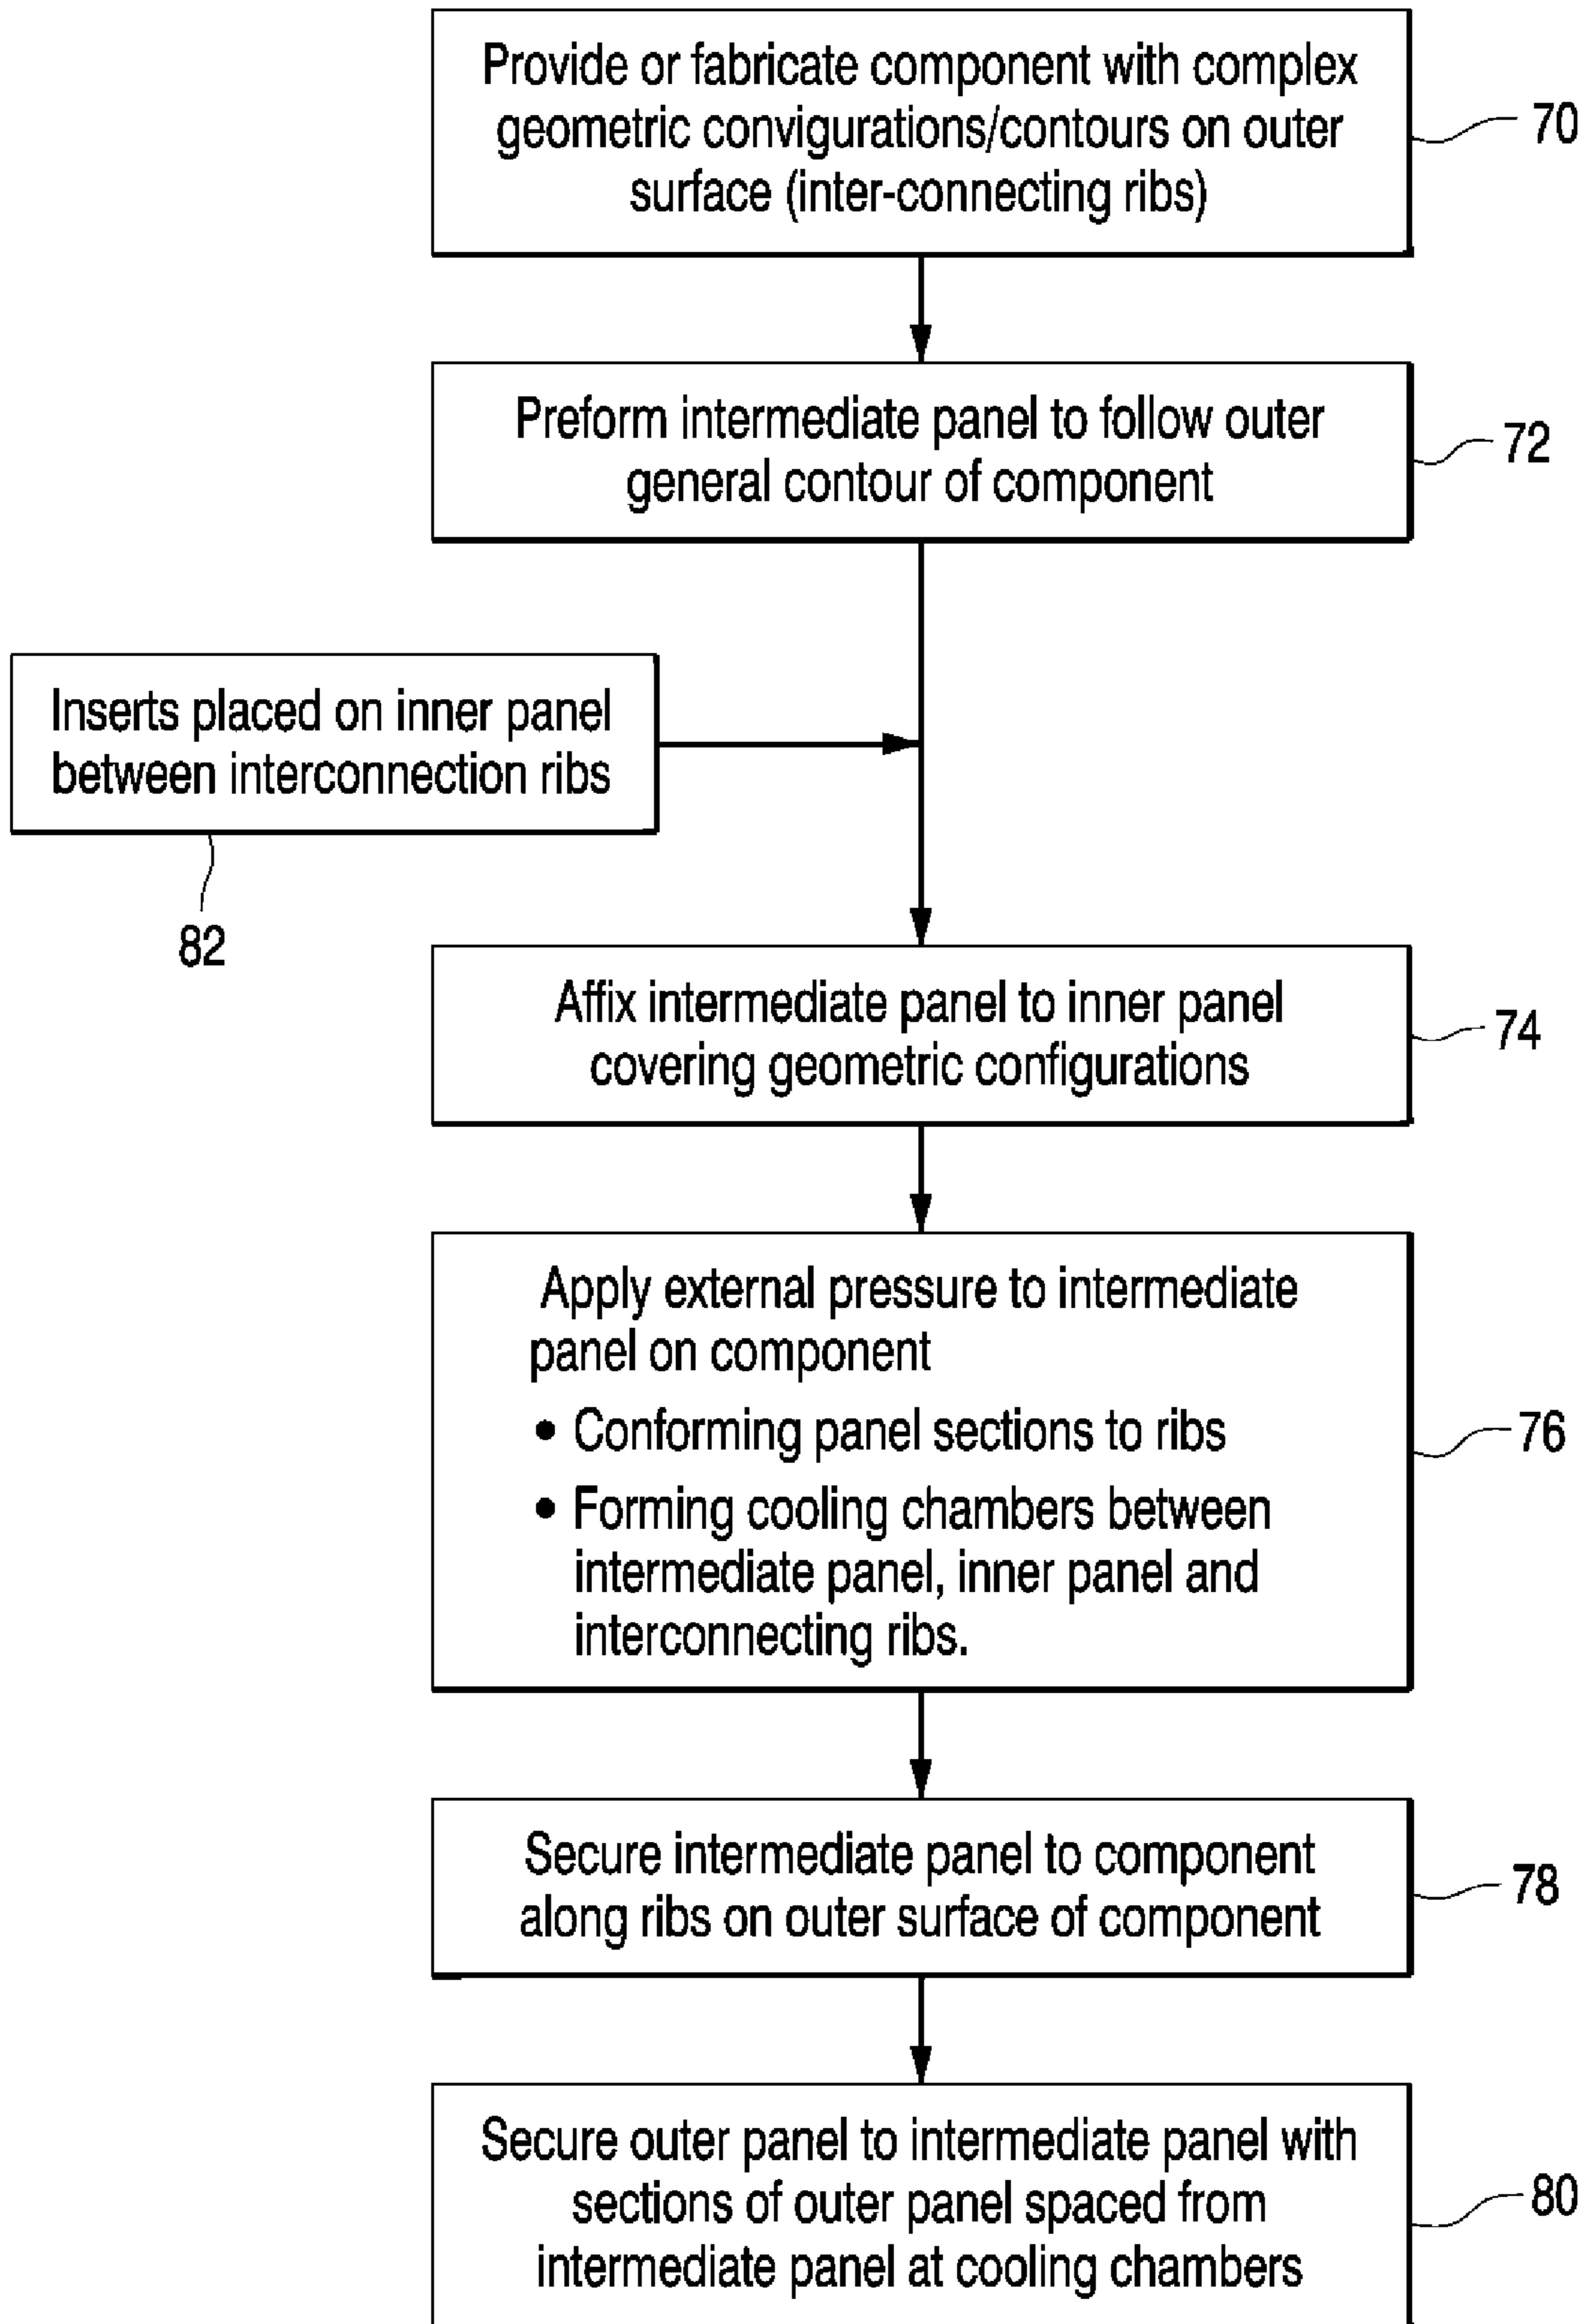 Provide or fabricate component with complex
geometric convigurations/contours on outer
surface (inter-connecting ribs)
70
Preform intermediate panel to follow outer
general contour of component
72
Inserts placed on inner panel
between interconnection ribs
82
Affix intermediate panel to inner panel
covering geometric configurations
74
Apply external pressure to intermediate
panel on component
• Conforming panel sections to ribs
• Forming cooling chambers between
intermediate panel, inner panel and
interconnecting ribs.
76
Secure intermediate panel to component
along ribs on outer surface of component
78
Secure outer panel to intermediate panel with
sections of outer panel spaced from
intermediate panel at cooling chambers
80